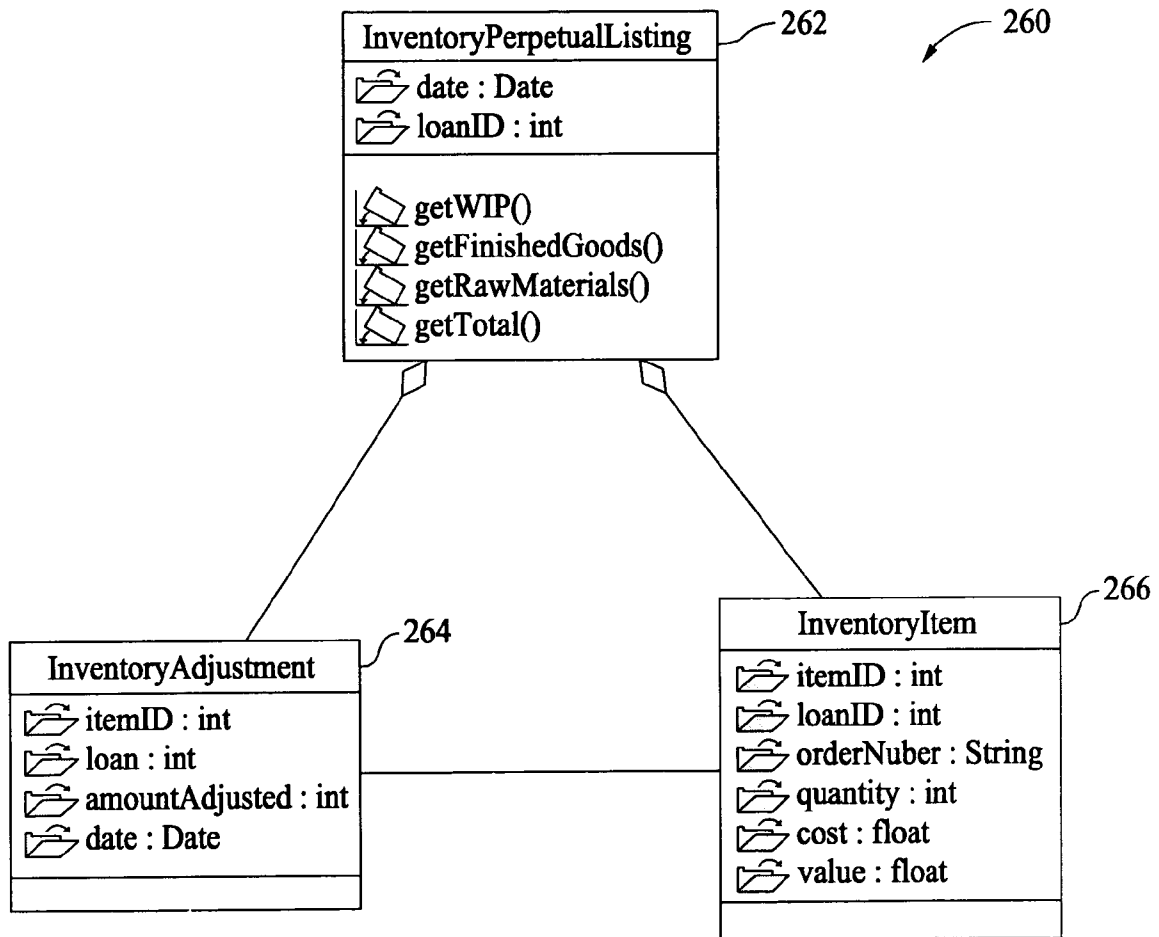 InventoryPerpetualListing
262
260
date : Date
loanID : int
getWIP()
getFinishedGoods()
getRawMaterials()
getTotal()
264
InventoryAdjustment
itemID : int
loan : int
amountAdjusted : int
date : Date
266
InventoryItem
itemID : int
loanID : int
orderNuber : String
quantity : int
cost : float
value : float